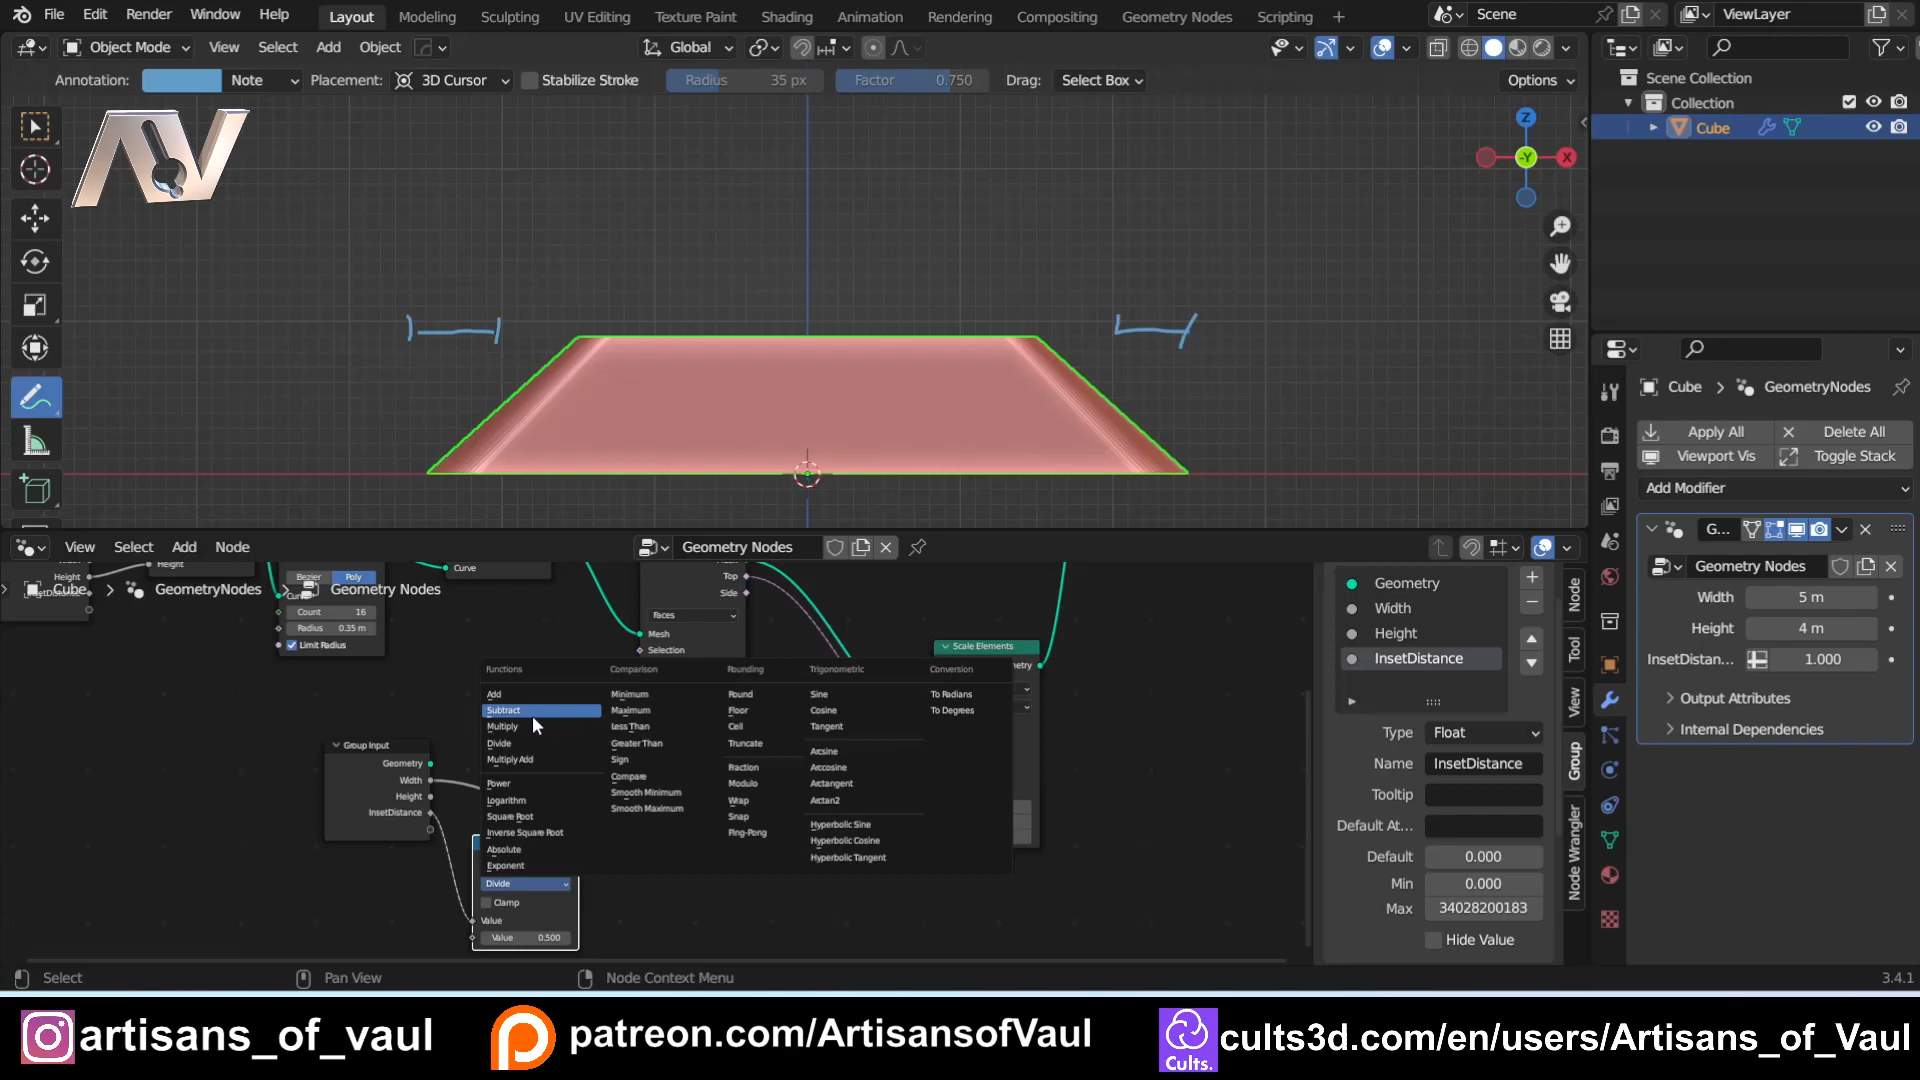 File Edit Render Window Help Layout Modeling Sculpting UV Editing Texture Paint Shading Animation Rendering Compositing Geometry Nodes Scripting + Scene ViewLayer
Object Mode View Select Add Object Global
Annotation: Note Placement: 3D Cursor Stabilize Stroke Radius 35 px Factor 0.750 Drag: Select Box Options
Scene Collection
Collection
Cube
Z
-Y X
AV
Cube GeometryNodes
Apply All Delete All
Viewport Vis Toggle Stack
Add Modifier
G...
Geometry Nodes
Width 5 m
Height 4 m
InsetDistan... 1.000
Output Attributes
Internal Dependencies
View Select Add Node Geometry Nodes
Height
Height
Cube GeometryNodes Geometry Nodes
Bezier Poly
Count 16
Radius 0.35 m
Limit Radius
Curve
Top
Side
Faces
Mesh
Selection
Scale Elements
Functions Comparison Rounding Trigonometric Conversion
Add Minimum Round Sine To Radians
Subtract Maximum Floor Cosine To Degrees
Multiply Less Than Ceil Tangent
Divide Greater Than Truncate Arcsine
Multiply Add Sign Fraction Arccosine
Power Compare Modulo Arctangent
Logarithm Smooth Minimum Wrap Arctan2
Square Root Smooth Maximum Snap Hyperbolic Sine
Inverse Square Root Ping-Pong Hyperbolic Cosine
Absolute Hyperbolic Tangent
Exponent
Group Input
Geometry
Width
Height
InsetDistance
Divide
Clamp
Value
Value 0.500
Geometry
Width
Height
InsetDistance
Type Float
Name InsetDistance
Tooltip
Default At...
Default 0.000
Min 0.000
Max 34028200183
Hide Value
Node
Tool
View
Group
Node Wrangler
Select Pan View Node Context Menu 3.4.1
artisans_of_vaul patreon.com/ArtisansofVaul Cults. cults3d.com/en/users/Artisans_of_Vaul